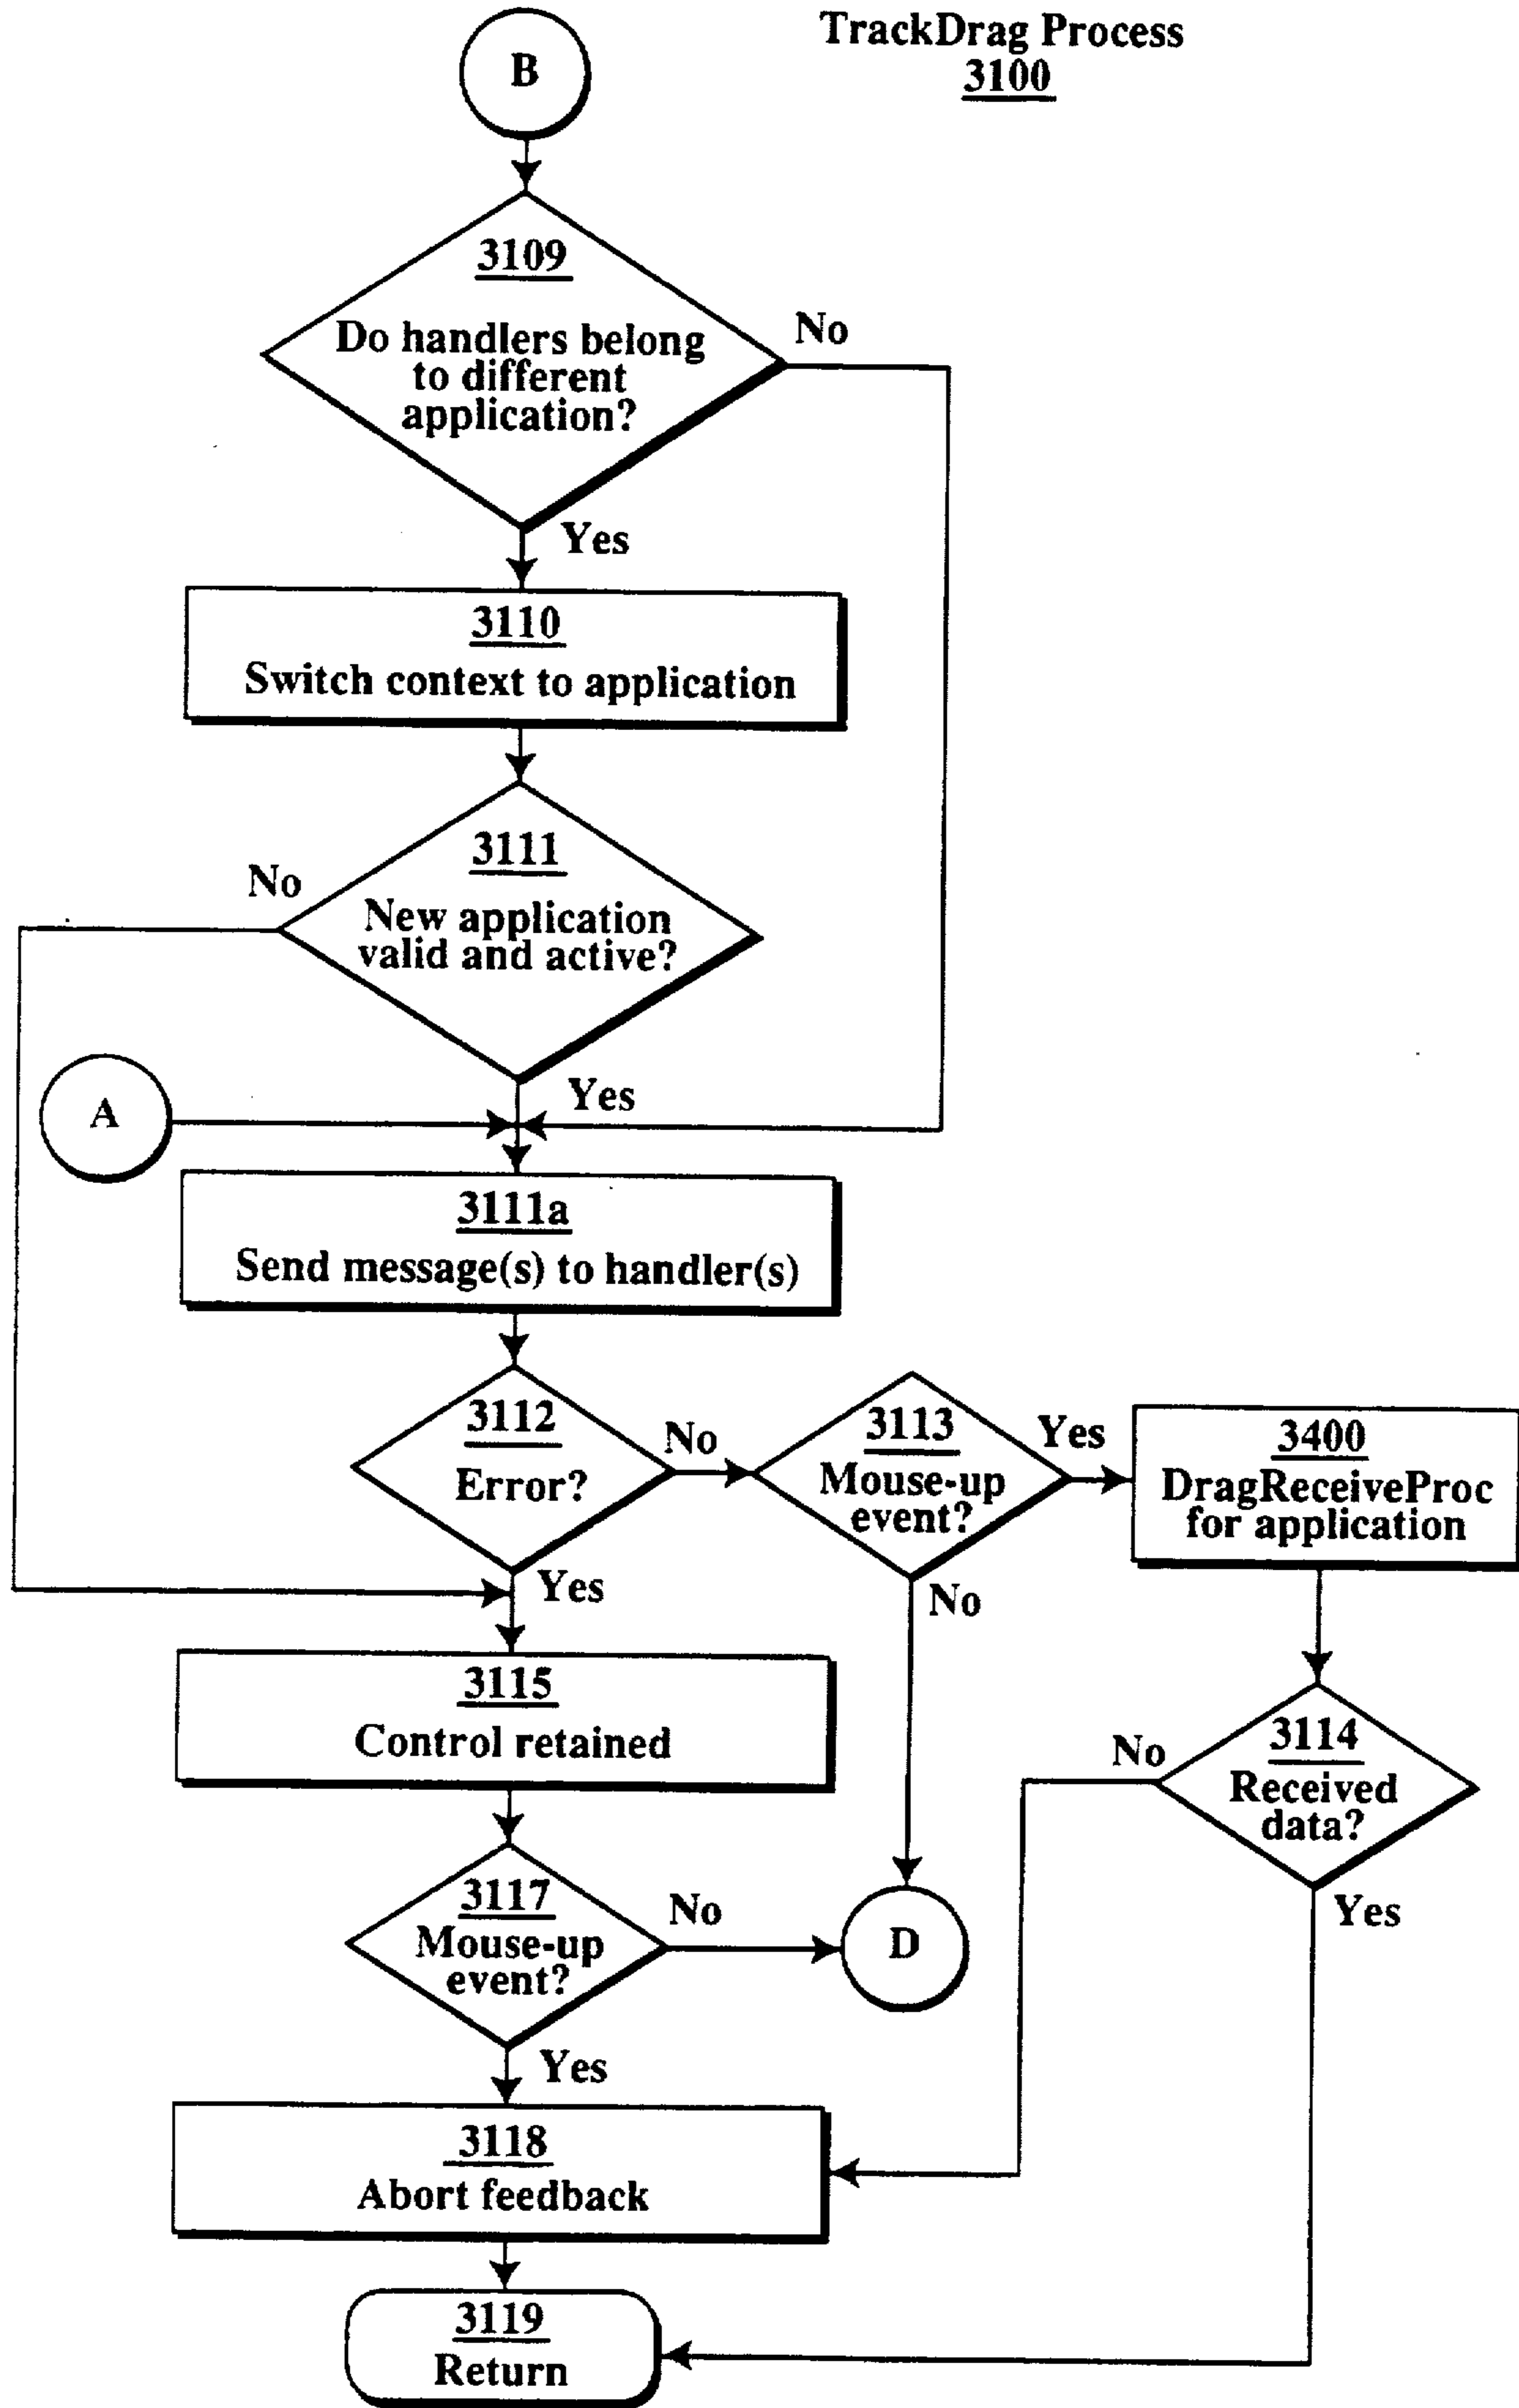 TrackDrag Process
3100
B
3109
Do handlers belong
to different
application?
No
Yes
3110
Switch context to application
3111
New application
valid and active?
No
Yes
A
3111a
Send message(s) to handler(s)
3112
Error?
No
Yes
3113
Mouse-up
event?
Yes
No
3400
DragReceiveProc
for application
3115
Control retained
3114
Received
data?
No
Yes
3117
Mouse-up
event?
No
Yes
D
3118
Abort feedback
3119
Return